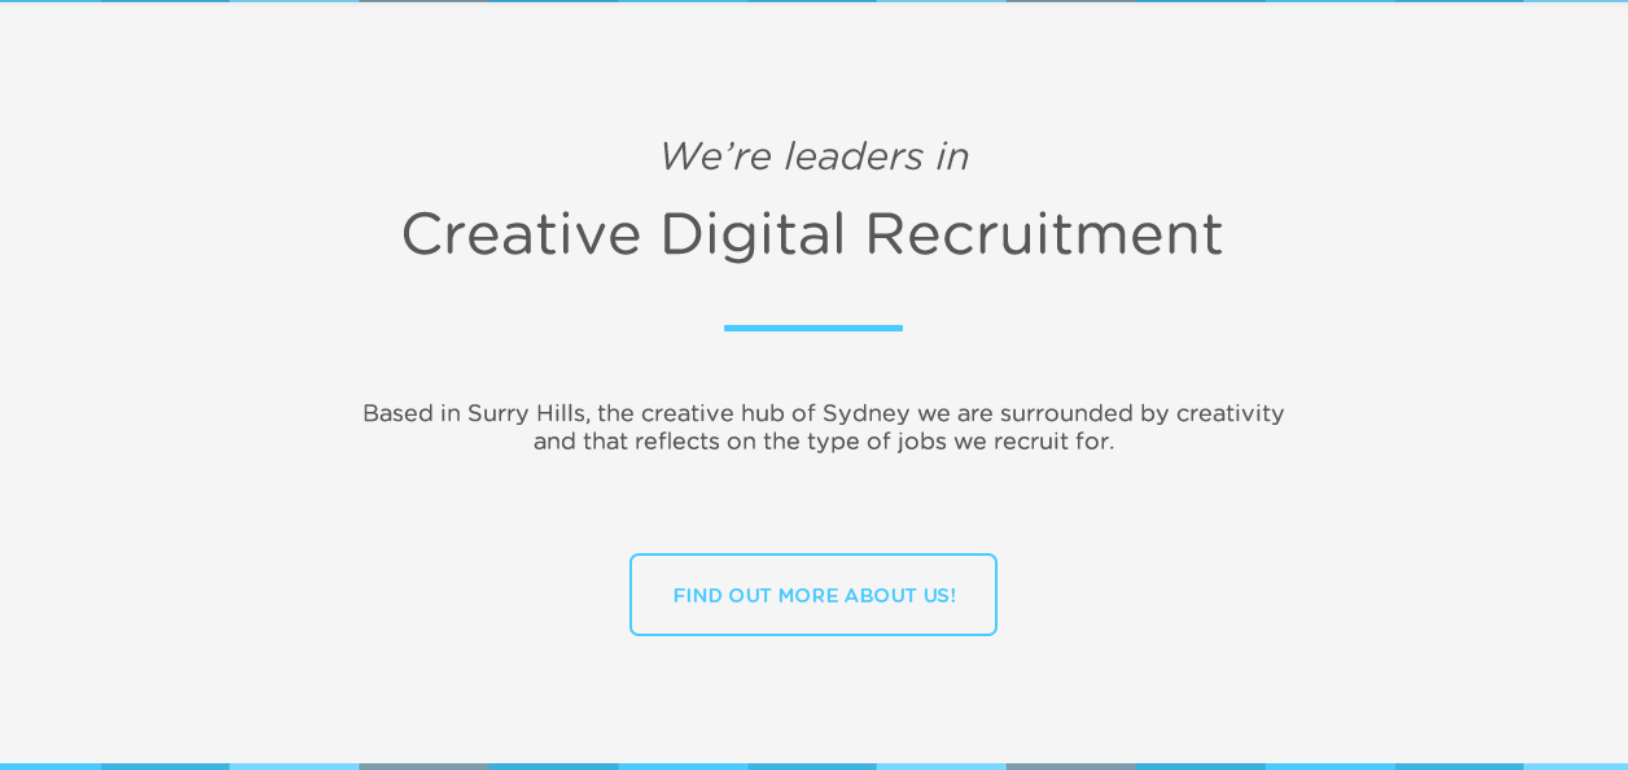 We're leaders in
Creative Digital Recruitment
Based in Surry Hills, the creative hub of Sydney we are surrounded by creativity
and that reflects on the type of jobs we recruit for.
FIND OUT MORE ABOUT US!